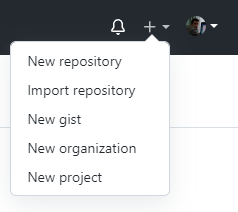 New repository
Import repository
New gist
New organization
New project